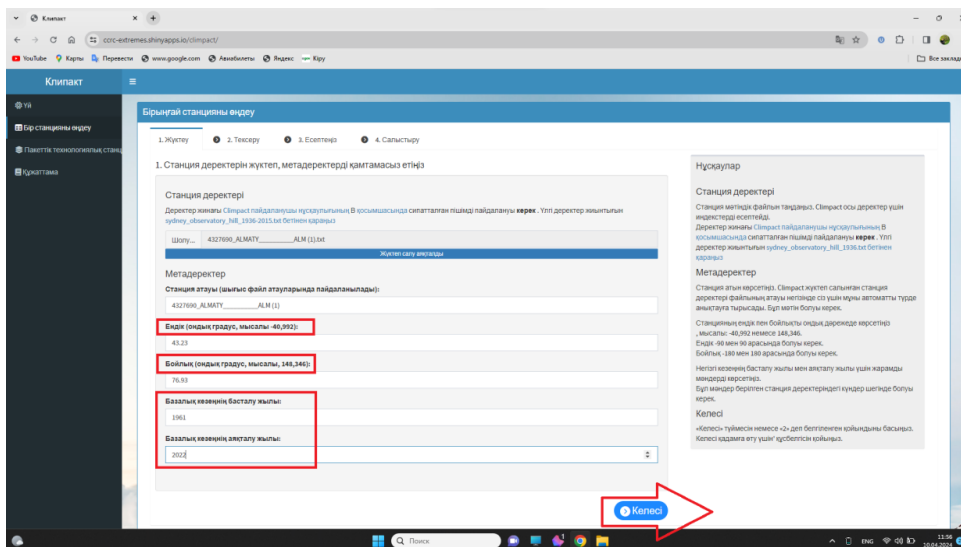 Клипакт
ccrc-extremes.shinyapps.io/climpact/
YouTube Карты Перевести www.google.com Авиабилеты Яндекс Кіру Все закладк
Клипакт
Үй
Бір станцияны өңдеу
Пакеттік технологиялық станц
Құжаттама
Бірыңғай станцияны өңдеу
1. Жүктеу 2. Тексеру 3. Есептеңіз 4. Салыстыру
1. Станция деректерін жүктеп, метадеректерді қамтамасыз етіңіз
Станция деректері
Деректер жинағы Climpact пайдаланушы нұсқаулығының B қосымшасында сипатталған пішімді пайдалануы керек . Үлгі деректер жиынтығын
sydney_observatory_hill_1936-2015.txt бетінен қараңыз
Шолу... 4327690_ALMATY__________ALM (1).txt
Жүктеп салу аяқталды
Метадеректер
Станция атауы (шығыс файл атауларында пайдаланылады):
4327690_ALMATY__________ALM (1)
Ендік (ондық градус, мысалы -40,992):
43.23
Бойлық (ондық градус, мысалы, 148,346):
76.93
Базалық кезеңнің басталу жылы:
1961
Базалық кезеңнің аяқталу жылы:
2022
Келесі
Нұсқаулар
Станция деректері
Станция мәтіндік файлын таңдаңыз. Climpact осы деректер үшін
индекстерді есептейді.
Деректер жинағы Climpact пайдаланушы нұсқаулығының B
қосымшасында сипатталған пішімді пайдалануы керек . Үлгі
деректер жиынтығын sydney_observatory_hill_1936.txt бетінен
қараңыз
Метадеректер
Станция атын көрсетіңіз. Climpact жүктеп салынған станция
деректері файлының атауы негізінде сіз үшін мұны автоматты түрде
анықтауға тырысады. Бұл мәтін болуы керек.
Станцияның ендік пен бойлықты ондық дәрежеде көрсетіңіз
, мысалы: -40,992 немесе 148,346.
Ендік -90 мен 90 арасында болуы керек.
Бойлық -180 мен 180 арасында болуы керек.
Негізгі кезеңнің басталу жылы мен аяқталу жылы үшін жарамды
мәндерді көрсетіңіз.
Бұл мәндер берілген станция деректеріндегі күндер шегінде болуы
керек.
Келесі
«Келесі» түймесін немесе «2» деп белгіленген қойындыны басыңыз.
Келесі қадамға өту үшін' құсбелгісін қойыңыз.
Поиск
ENG 11:56
10.04.2024